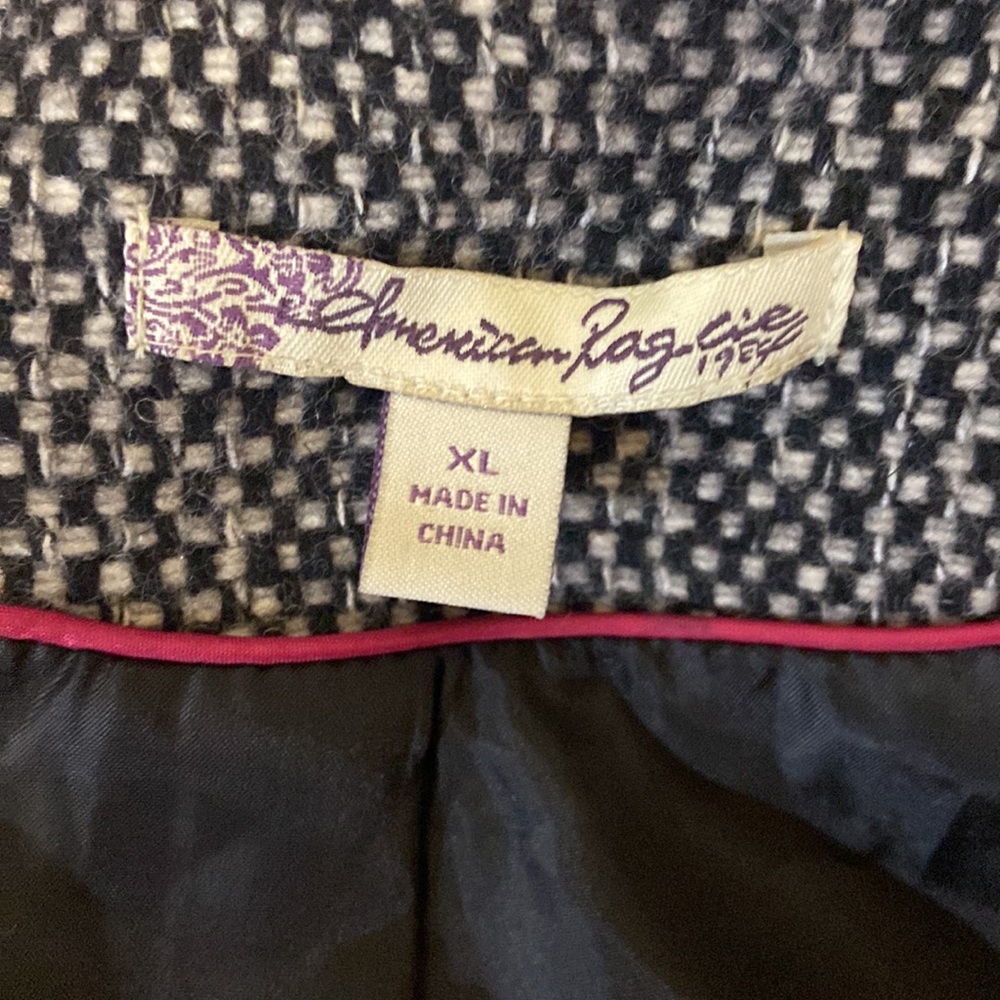 American Rag cie
1984
XL
MADE IN
CHINA